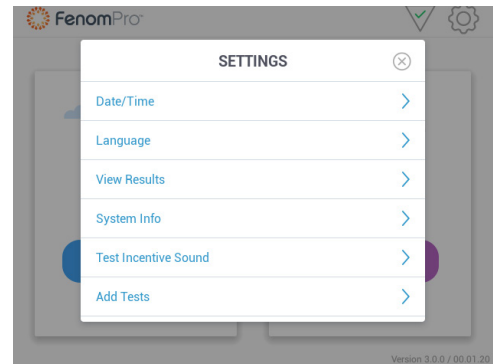 FenomPro™
SETTINGS
Date/Time
Language
View Results
System Info
Test Incentive Sound
Add Tests
Version 3.0.0 / 00.01.20